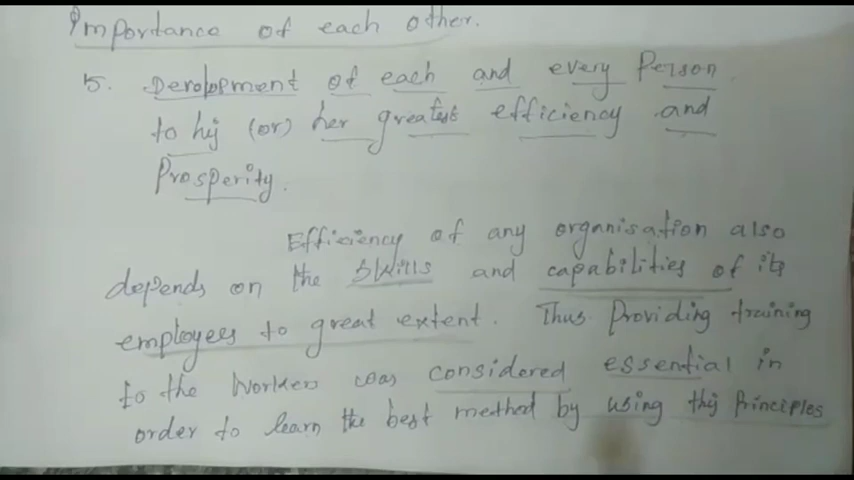 Importance of each other.
5. Derolopment of each and every Person
to his (or) her greatest efficiency and
Prosperity.
Efficiency of any organisation also
depends on the skills and capabilities of its
employees to great extent. Thus Providing training
to the workers was considered essential in
order to learn the best method by using this Principles